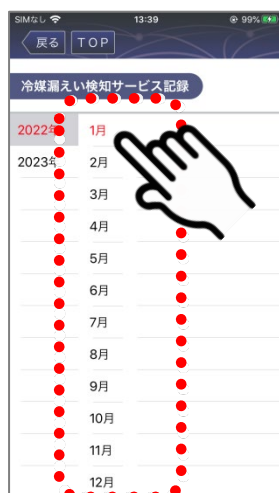 SIMなし 13:39 99%
戻る TOP
冷媒漏えい検知サービス記録
2022年 1月
2023年 2月
3月
4月
5月
6月
7月
8月
9月
10月
11月
12月